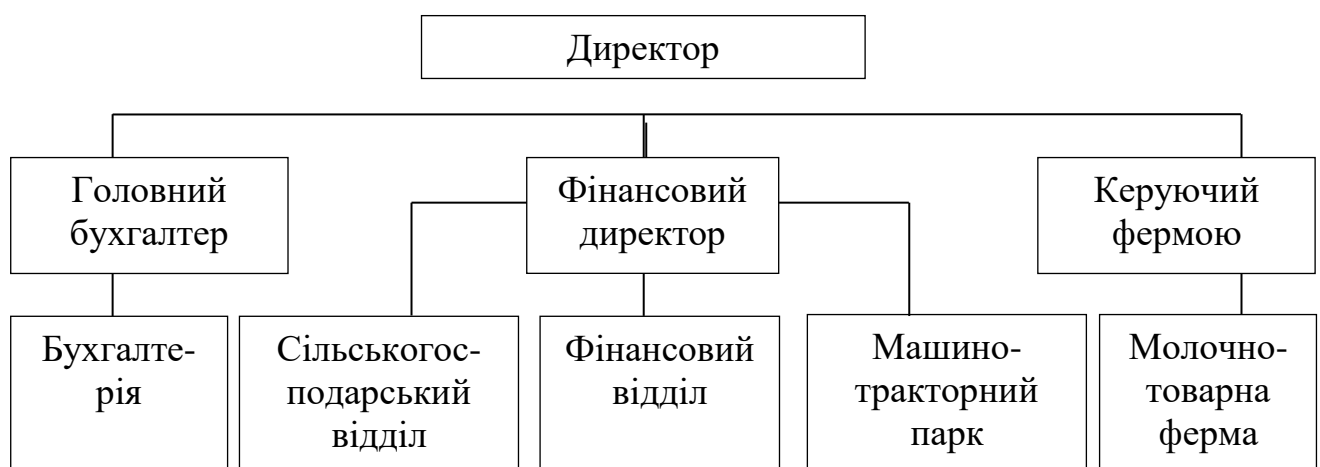 Директор
Головний
бухгалтер
Фінансовий
директор
Керуючий
фермою
Бухгалте-
рія
Сільськогос-
подарський
відділ
Фінансовий
відділ
Машино-
тракторний
парк
Молочно-
товарна
ферма